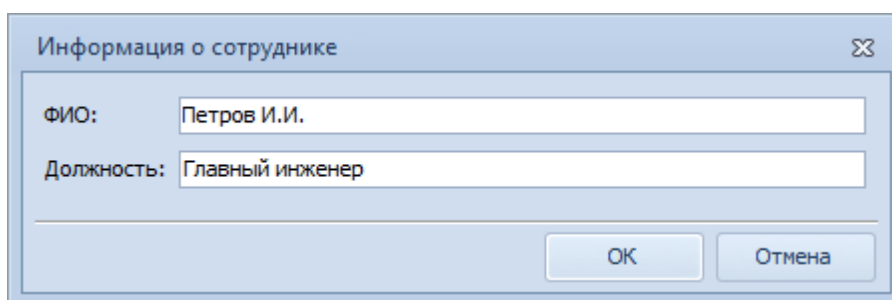 Информация о сотруднике
ФИО: Петров И.И.
Должность: Главный инженер
ОК Отмена